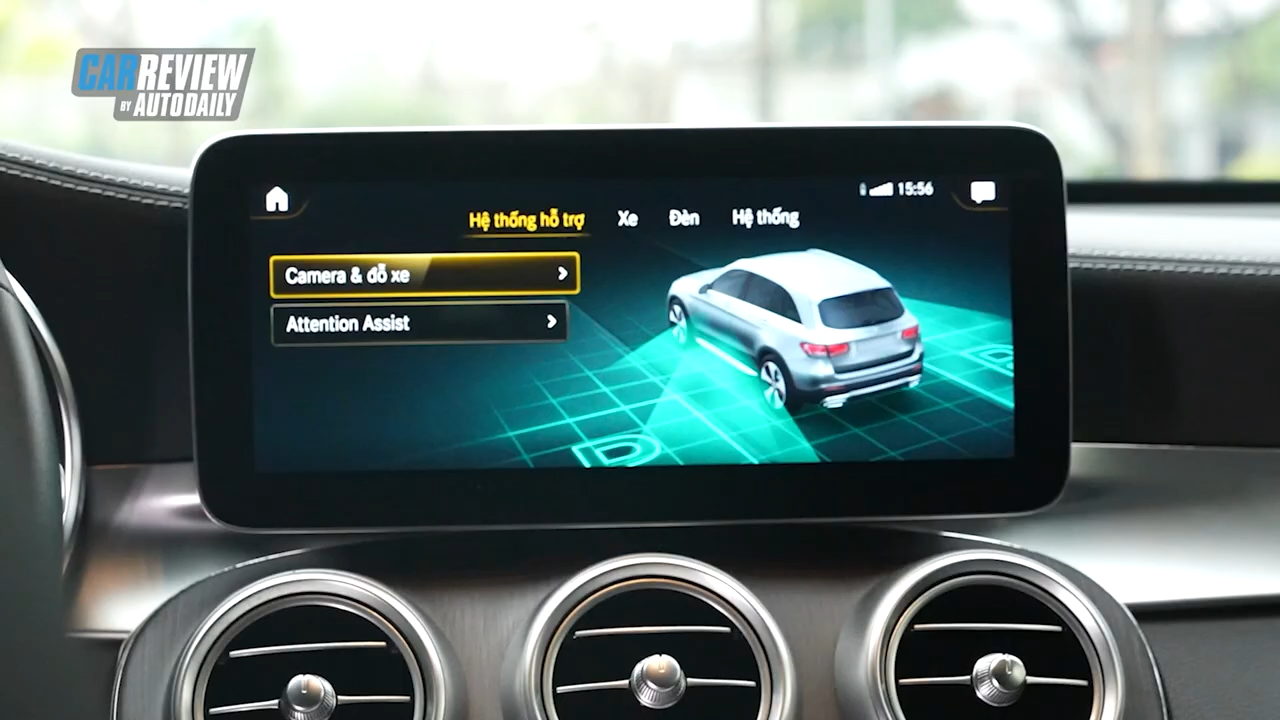 CARREVIEW
BY AUTODAILY
15:56
Hệ thống hỗ trợ Xe Đèn Hệ thống
Camera & đỗ xe
Attention Assist
P
P